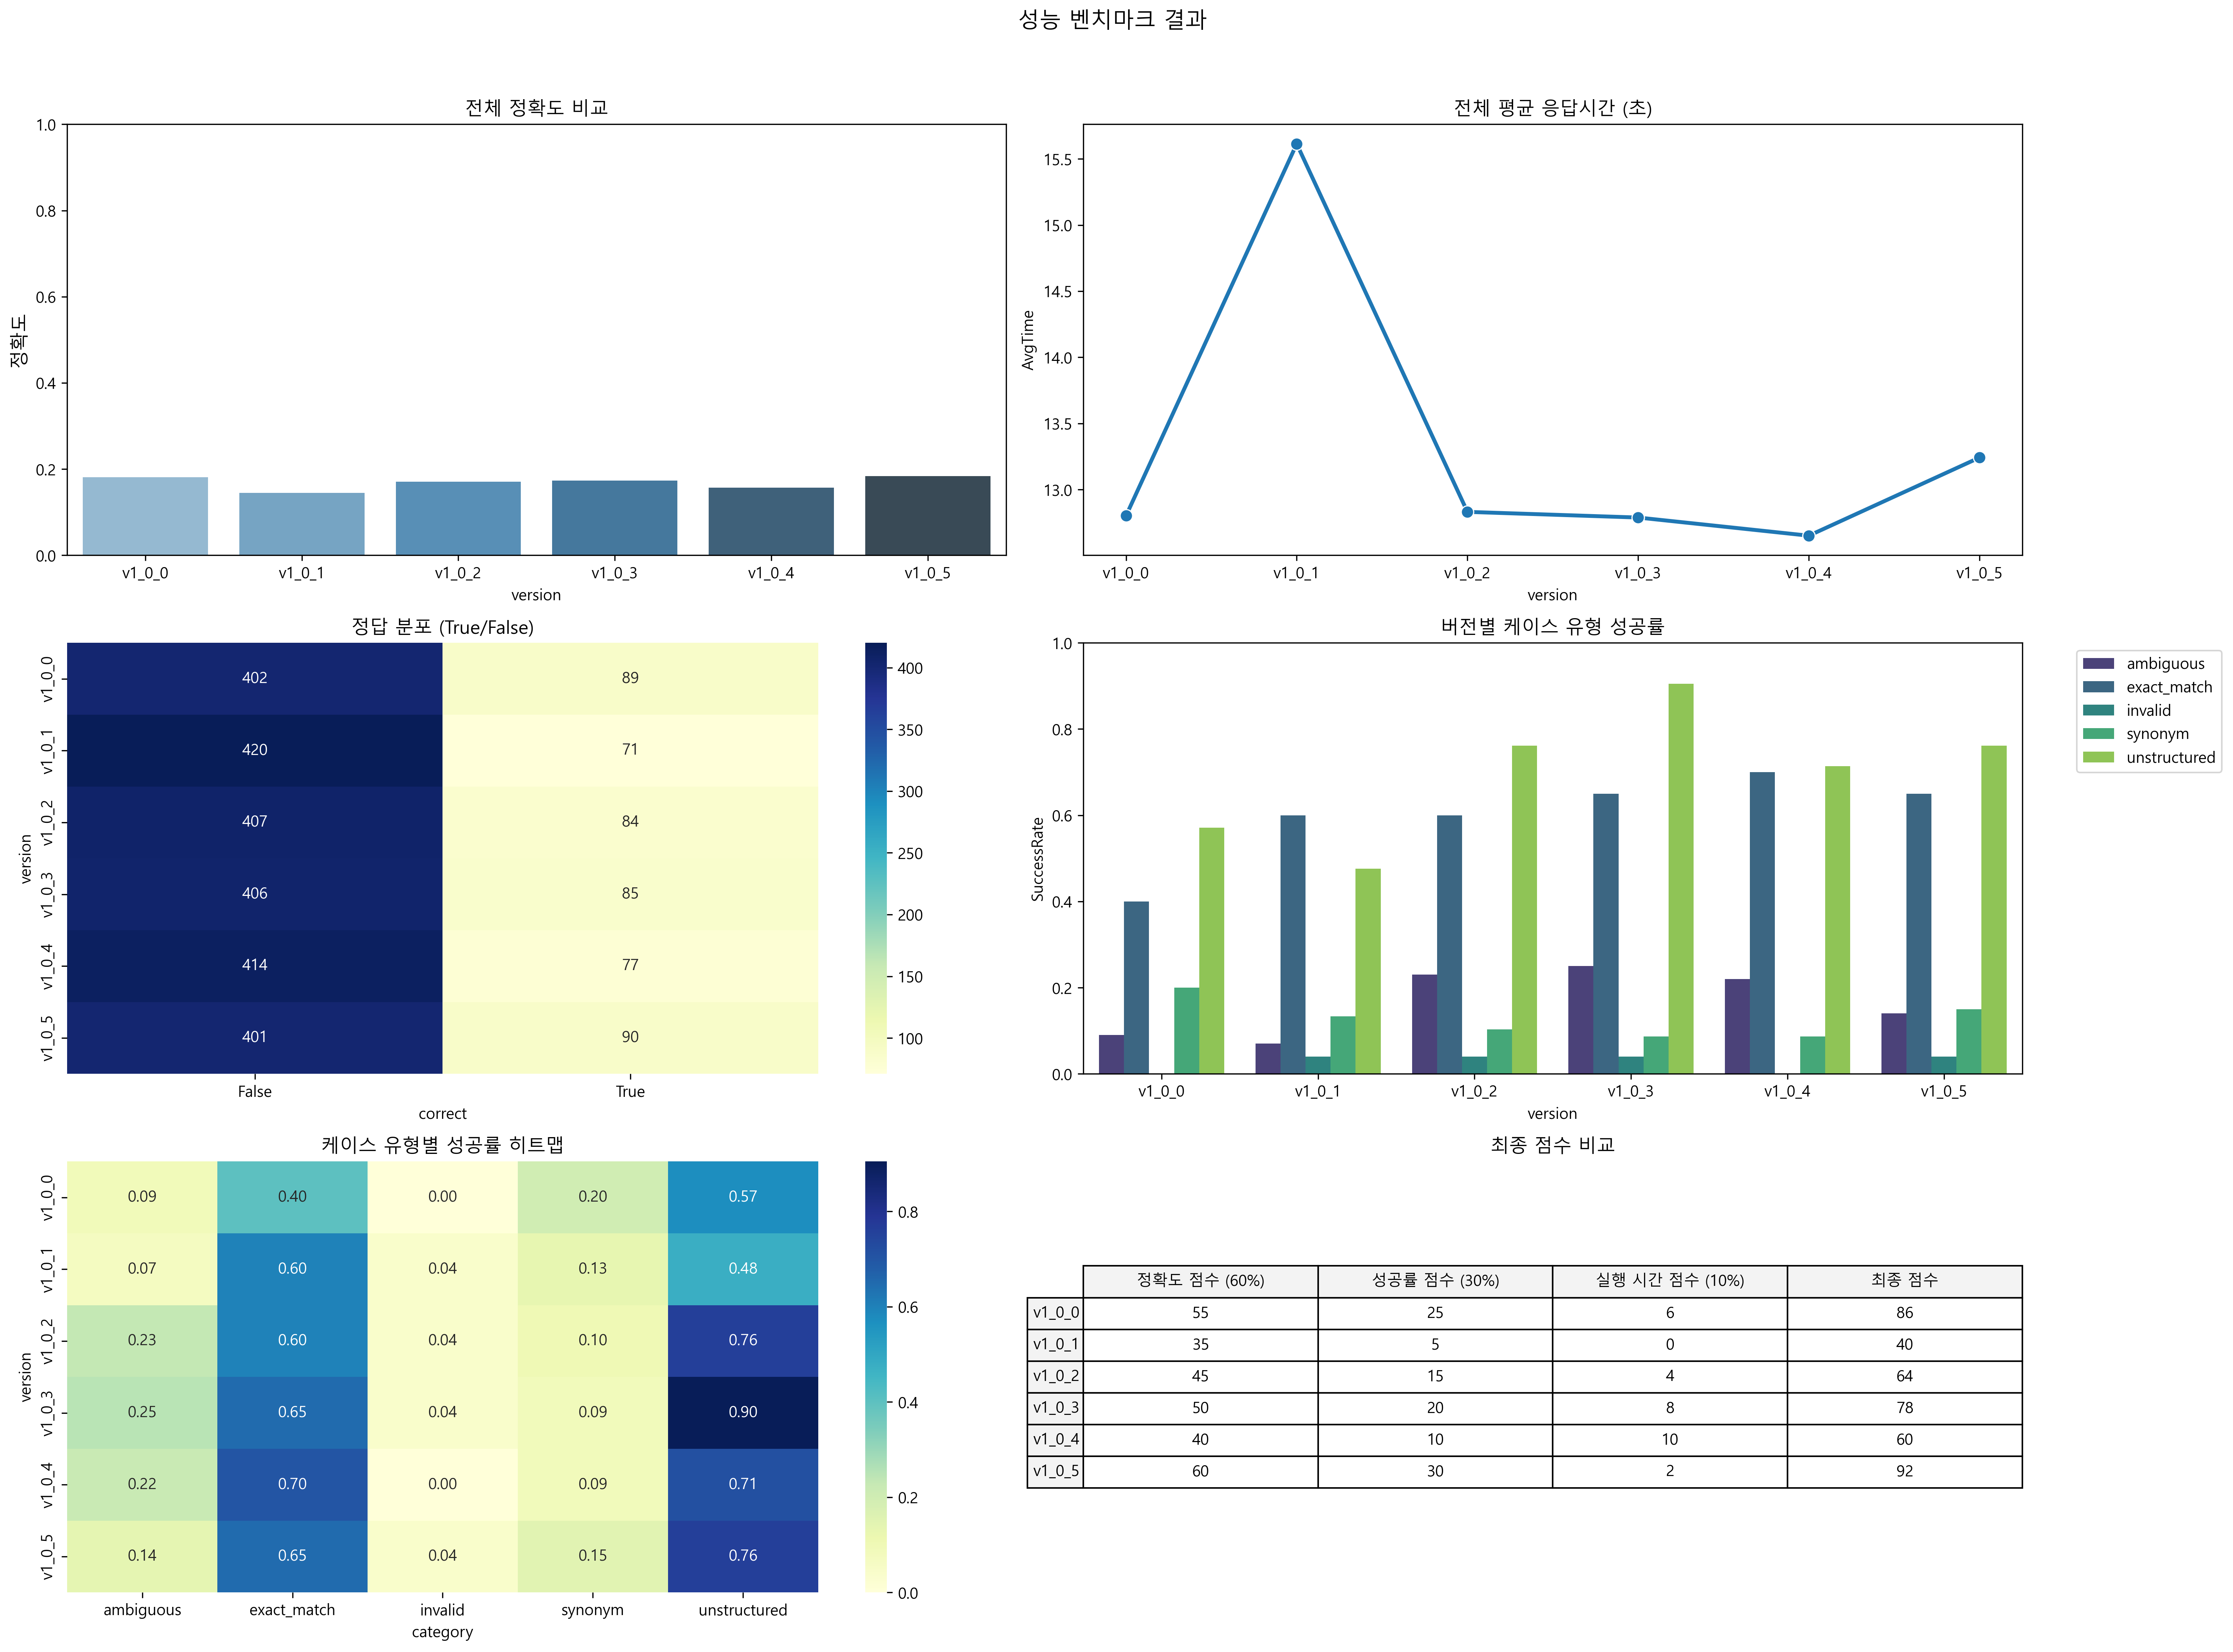 성능 벤치마크 결과
전체 정확도 비교
정확도
1.0
0.8
0.6
0.4
0.2
0.0
v1_0_0 v1_0_1 v1_0_2 v1_0_3 v1_0_4 v1_0_5
version
전체 평균 응답시간 (초)
AvgTime
15.5
15.0
14.5
14.0
13.5
13.0
v1_0_0 v1_0_1 v1_0_2 v1_0_3 v1_0_4 v1_0_5
version
정답 분포 (True/False)
version
v1_0_0 402 89
v1_0_1 420 71
v1_0_2 407 84
v1_0_3 406 85
v1_0_4 414 77
v1_0_5 401 90
False True
correct
400
350
300
250
200
150
100
버전별 케이스 유형 성공률
SuccessRate
1.0
0.8
0.6
0.4
0.2
0.0
v1_0_0 v1_0_1 v1_0_2 v1_0_3 v1_0_4 v1_0_5
version
ambiguous
exact_match
invalid
synonym
unstructured
케이스 유형별 성공률 히트맵
version
v1_0_0 0.09 0.40 0.00 0.20 0.57
v1_0_1 0.07 0.60 0.04 0.13 0.48
v1_0_2 0.23 0.60 0.04 0.10 0.76
v1_0_3 0.25 0.65 0.04 0.09 0.90
v1_0_4 0.22 0.70 0.00 0.09 0.71
v1_0_5 0.14 0.65 0.04 0.15 0.76
ambiguous exact_match invalid synonym unstructured
category
0.8
0.6
0.4
0.2
0.0
최종 점수 비교
정확도 점수 (60%) 성공률 점수 (30%) 실행 시간 점수 (10%) 최종 점수
v1_0_0 55 25 6 86
v1_0_1 35 5 0 40
v1_0_2 45 15 4 64
v1_0_3 50 20 8 78
v1_0_4 40 10 10 60
v1_0_5 60 30 2 92